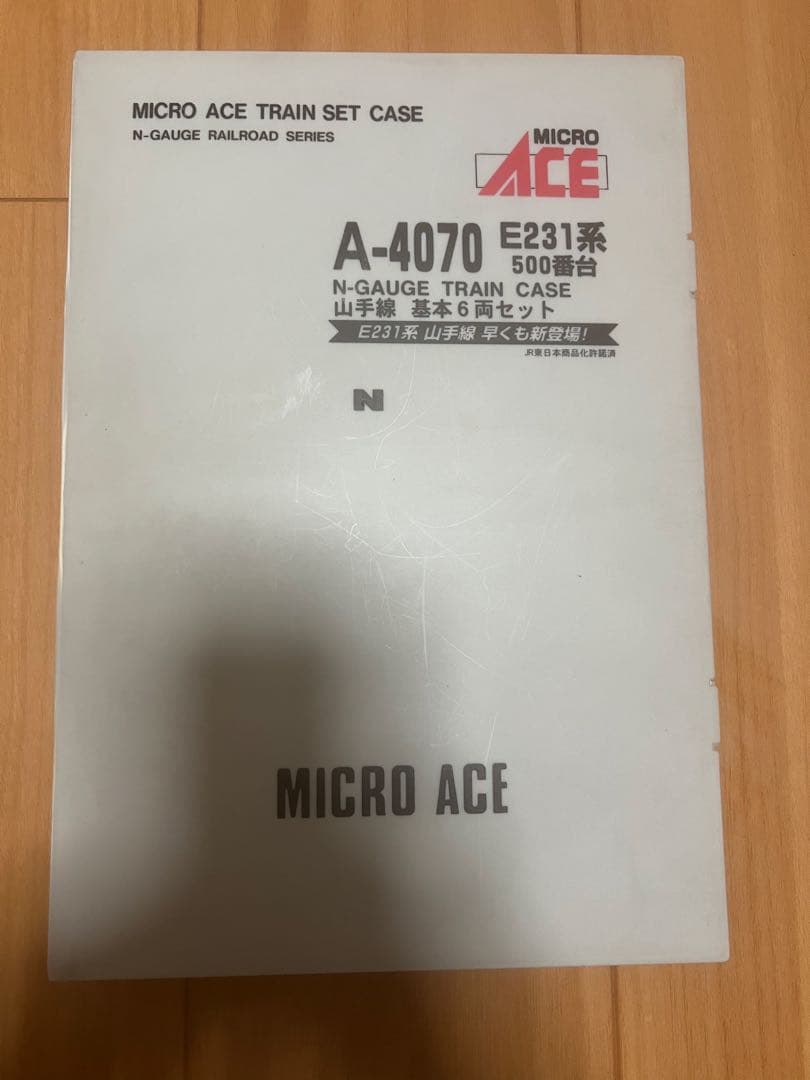 MICRO ACE TRAIN SET CASE
N-GAUGE RAILROAD SERIES
MICRO
ACE
A-4070 E231系
500番台
N-GAUGE TRAIN CASE
山手線 基本6両セット
E231系 山手線 早くも新登場!
JR東日本商品化許諾済
N
MICRO ACE